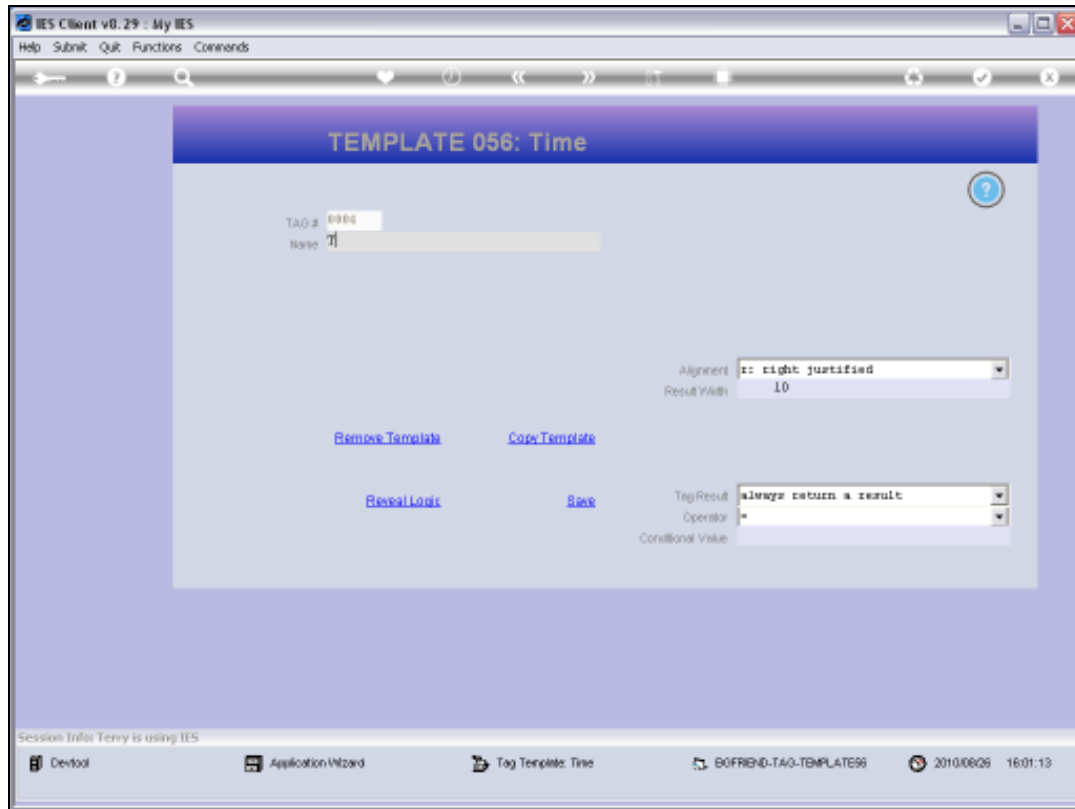 IES Client v8.29 : My IES
Help Submit Quit Functions Commands
TEMPLATE 056: Time
TAG # 0006
Name T
Alignment r: right justified
Result Width 10
Remove Template Copy Template
Reveal Logic Save
Tag Result always return a result
Operator =
Conditional Value
Session Info: Terry is using IES
Devtool Application Wizard Tag Template: Time BGFRIEND-TAG-TEMPLATE56 2010/08/26 16:01:13